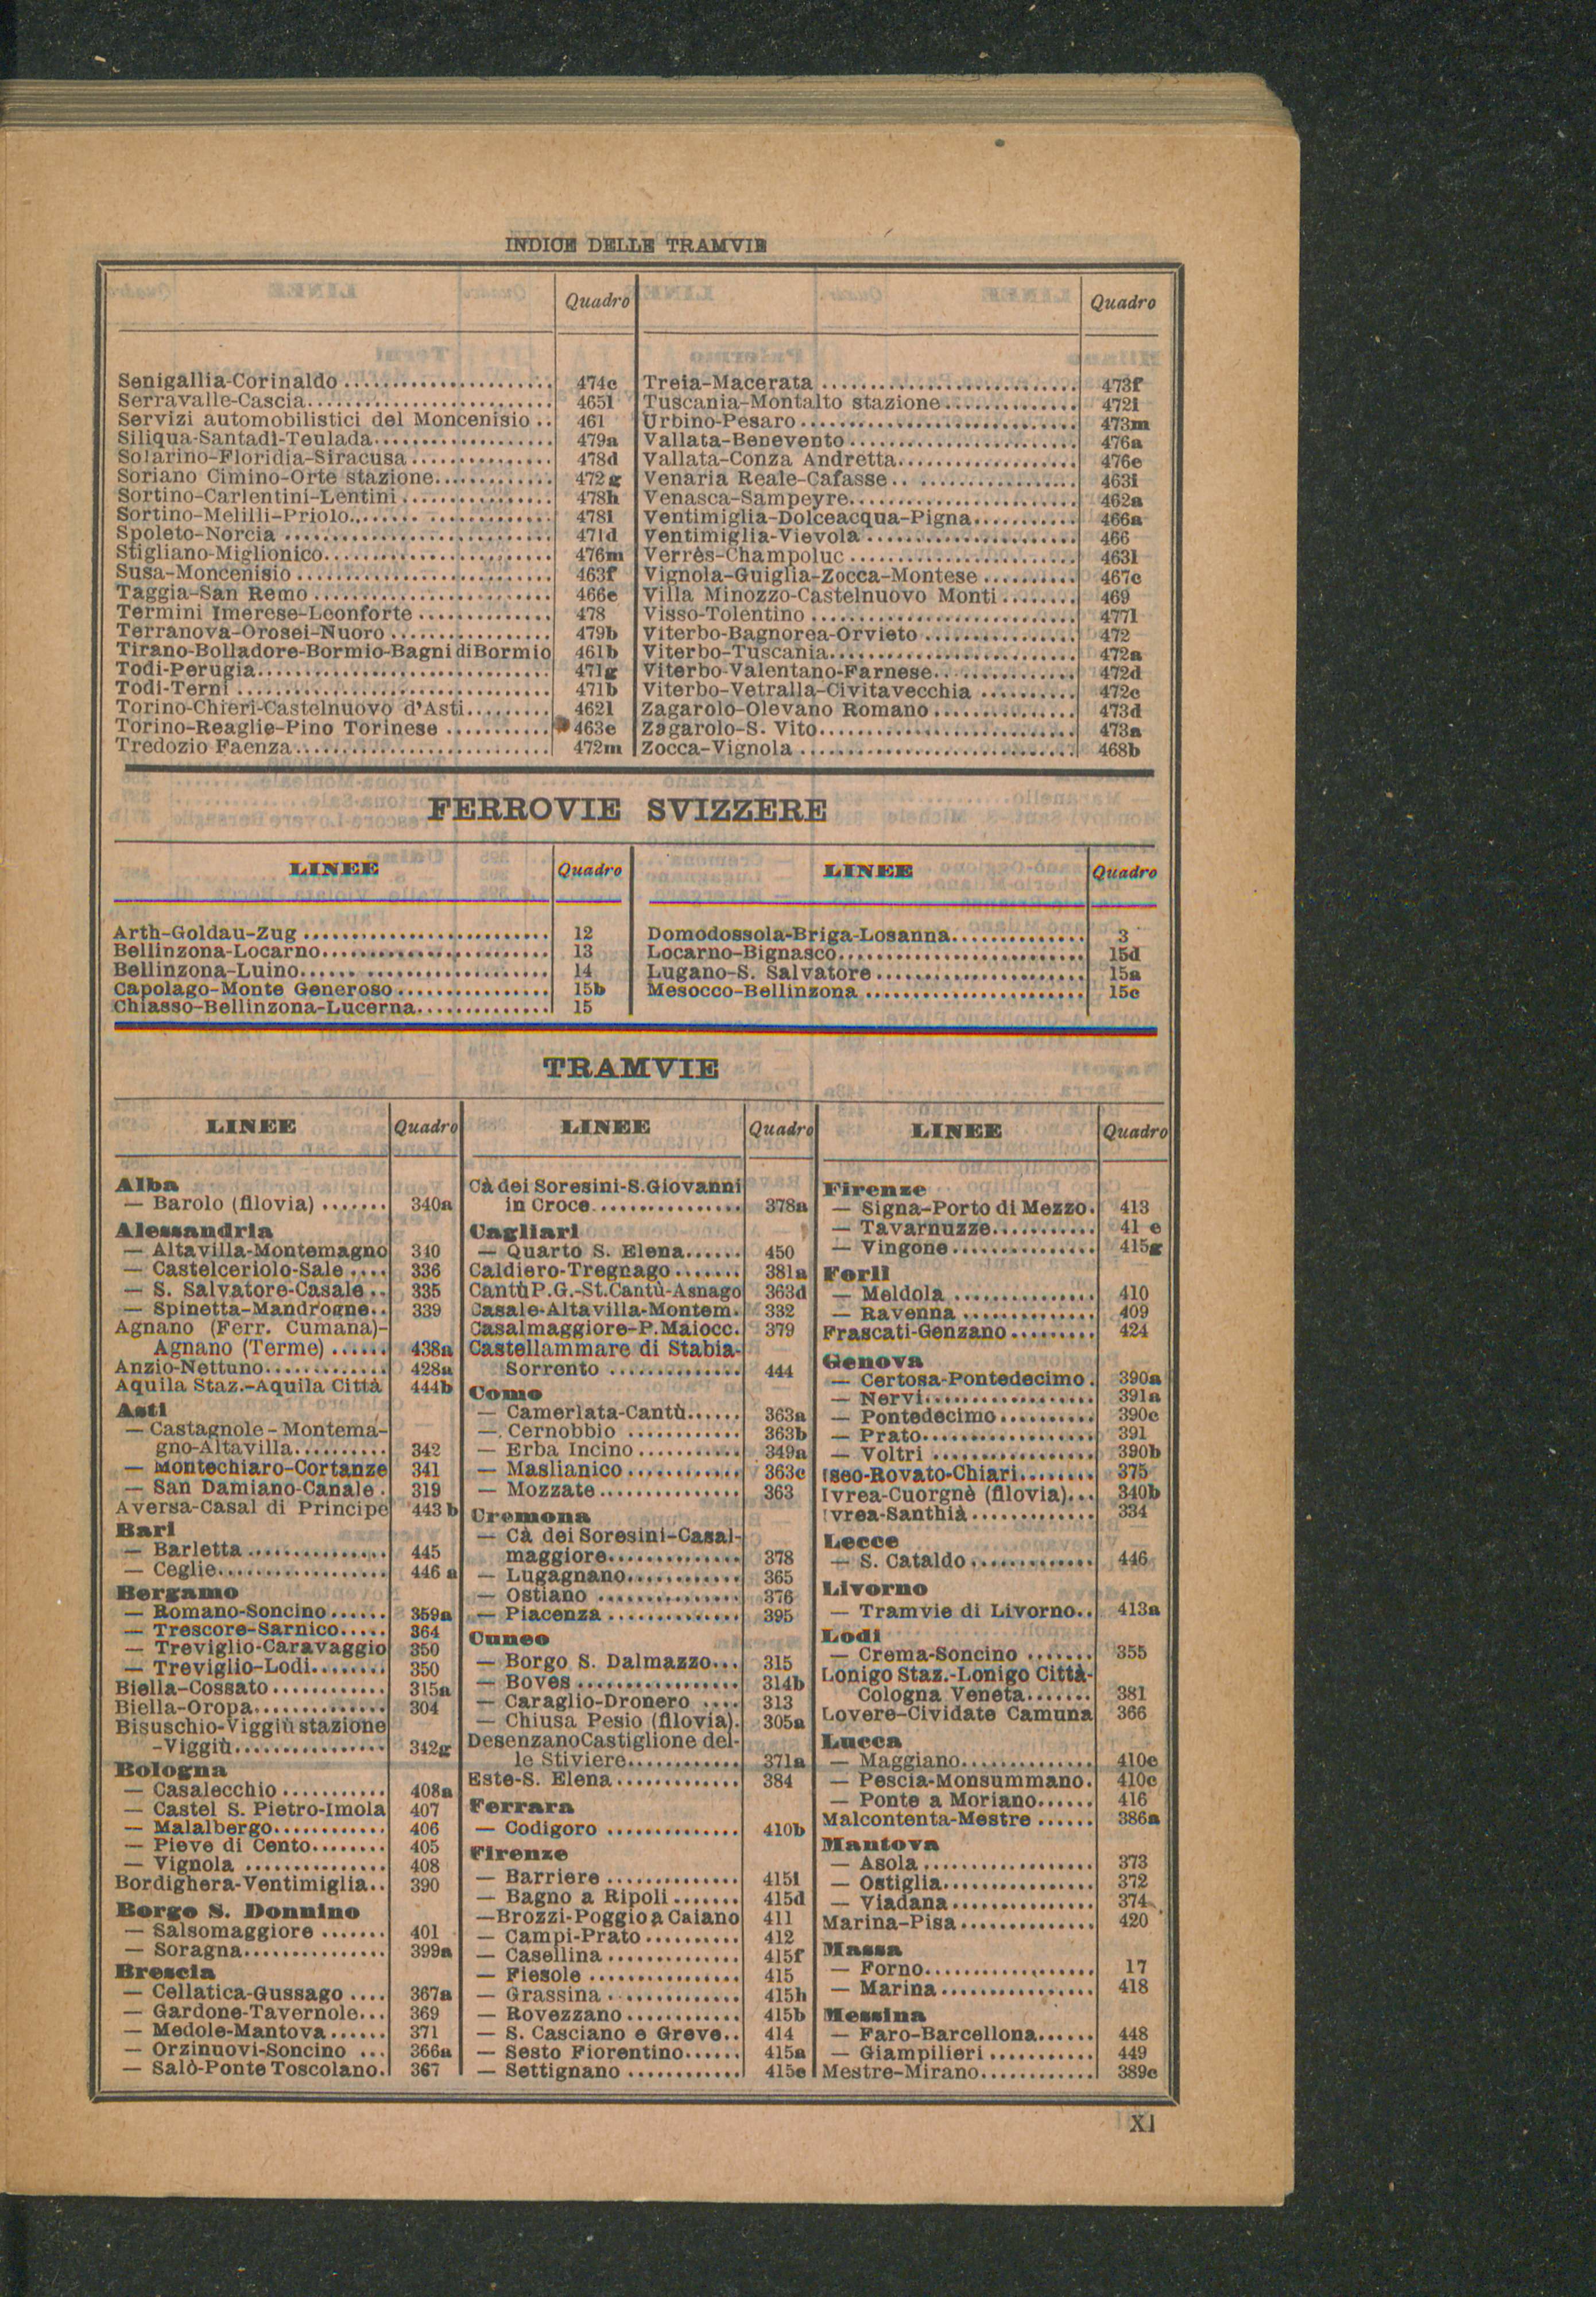 INDICE DELLE TRAMVIE
Quadro
Senigallia-Corinaldo 474c
Serravalle-Cascia 465l
Servizi automobilistici del Moncenisio 461
Siliqua-Santadi-Teulada 479a
Solarino-Floridia-Siracusa 478d
Soriano Cimino-Orte stazione 472g
Sortino-Carlentini-Lentini 478h
Sortino-Melilli-Priolo 478i
Spoleto-Norcia 471d
Stigliano-Miglionico 476m
Susa-Moncenisio 463f
Taggia-San Remo 466e
Termini Imerese-Leonforte 478
Terranova-Orosei-Nuoro 479b
Tirano-Bolladore-Bormio-Bagni di Bormio 461b
Todi-Perugia 471g
Todi-Terni 471b
Torino-Chieri-Castelnuovo d'Asti 462l
Torino-Reaglie-Pino Torinese 463e
Tredozio Faenza 472m
Quadro
Treia-Macerata 473f
Tuscania-Montalto stazione 472i
Urbino-Pesaro 473m
Vallata-Benevento 476a
Vallata-Conza Andretta 476e
Venaria Reale-Cafasse 463i
Venasca-Sampeyre 462a
Ventimiglia-Dolceacqua-Pigna 466a
Ventimiglia-Vievola 466
Verrès-Champoluc 463l
Vignola-Guiglia-Zocca-Montese 467c
Villa Minozzo-Castelnuovo Monti 469
Visso-Tolentino 477l
Viterbo-Bagnorea-Orvieto 472
Viterbo-Tuscania 472a
Viterbo-Valentano-Farnese 472d
Viterbo-Vetralla-Civitavecchia 472c
Zagarolo-Olevano Romano 473d
Zagarolo-S. Vito 473a
Zocca-Vignola 468b
FERROVIE SVIZZERE
LINEE Quadro
Arth-Goldau-Zug 12
Bellinzona-Locarno 13
Bellinzona-Luino 14
Capolago-Monte Generoso 15b
Chiasso-Bellinzona-Lucerna 15
LINEE Quadro
Domodossola-Briga-Losanna 3
Locarno-Bignasco 15d
Lugano-S. Salvatore 15a
Mesocco-Bellinzona 15c
TRAMVIE
LINEE Quadro
Alba
— Barolo (filovia) 340a
Alessandria
— Altavilla-Montemagno 340
— Castelceriolo-Sale 336
— S. Salvatore-Casale 335
— Spinetta-Mandrogne 339
Agnano (Ferr. Cumana)-
Agnano (Terme) 438a
Anzio-Nettuno 428a
Aquila Staz.-Aquila Città 444b
Asti
— Castagnole-Montema-
gno-Altavilla 342
— Montechiaro-Cortanze 341
— San Damiano-Canale 319
Aversa-Casal di Principe 443b
Bari
— Barletta 445
— Ceglie 446a
Bergamo
— Romano-Soncino 359a
— Trescore-Sarnico 364
— Treviglio-Caravaggio 350
— Treviglio-Lodi 350
Biella-Cossato 315a
Biella-Oropa 304
Bisuschio-Viggiù stazione
-Viggiù 342g
Bologna
— Casalecchio 408a
— Castel S. Pietro-Imola 407
— Malalbergo 406
— Pieve di Cento 405
— Vignola 408
Bordighera-Ventimiglia 390
Borgo S. Donnino
— Salsomaggiore 401
— Soragna 399a
Brescia
— Cellatica-Gussago 367a
— Gardone-Tavernole 369
— Medole-Mantova 371
— Orzinuovi-Soncino 366a
— Salò-Ponte Toscolano 367
LINEE Quadro
Cà dei Soresini-S.Giovanni
in Croce 378a
Cagliari
— Quarto S. Elena 450
Caldiero-Tregnago 381a
Cantù P.G.-St.Cantù-Asnago 363d
Casale-Altavilla-Montem. 332
Casalmaggiore-P.Maiocc. 379
Castellammare di Stabia-
Sorrento 444
Como
— Camerlata-Cantù 363a
— Cernobbio 363b
— Erba Incino 349a
— Maslianico 363c
— Mozzate 363
Cremona
— Cà dei Soresini-Casal-
maggiore 378
— Lugagnano 365
— Ostiano 376
— Piacenza 395
Cuneo
— Borgo S. Dalmazzo 315
— Boves 314b
— Caraglio-Dronero 313
— Chiusa Pesio (filovia) 305a
Desenzano Castiglione del-
le Stiviere 371a
Este-S. Elena 384
Ferrara
— Codigoro 410b
Firenze
— Barriere 415i
— Bagno a Ripoli 415d
— Brozzi-Poggio a Caiano 411
— Campi-Prato 412
— Casellina 415f
— Fiesole 415
— Grassina 415h
— Rovezzano 415b
— S. Casciano e Greve 414
— Sesto Fiorentino 415a
— Settignano 415e
LINEE Quadro
Firenze
— Signa-Porto di Mezzo 413
— Tavarnuzze 41 e
— Vingone 415g
Forlì
— Meldola 410
— Ravenna 409
Frascati-Genzano 424
Genova
— Certosa-Pontedecimo 390a
— Nervi 391a
— Pontedecimo 390c
— Prato 391
— Voltri 390b
Iseo-Rovato-Chiari 375
Ivrea-Cuorgnè (filovia) 340b
Ivrea-Santhià 334
Lecce
— S. Cataldo 446
Livorno
— Tramvie di Livorno 413a
Lodi
— Crema-Soncino 355
Lonigo Staz.-Lonigo Città-
Cologna Veneta 381
Lovere-Cividate Camuna 366
Lucca
— Maggiano 410e
— Pescia-Monsummano 410c
— Ponte a Moriano 416
Malcontenta-Mestre 386a
Mantova
— Asola 373
— Ostiglia 372
— Viadana 374
Marina-Pisa 420
Massa
— Forno 17
— Marina 418
Messina
— Faro-Barcellona 448
— Giampilieri 449
Mestre-Mirano 389c
XI